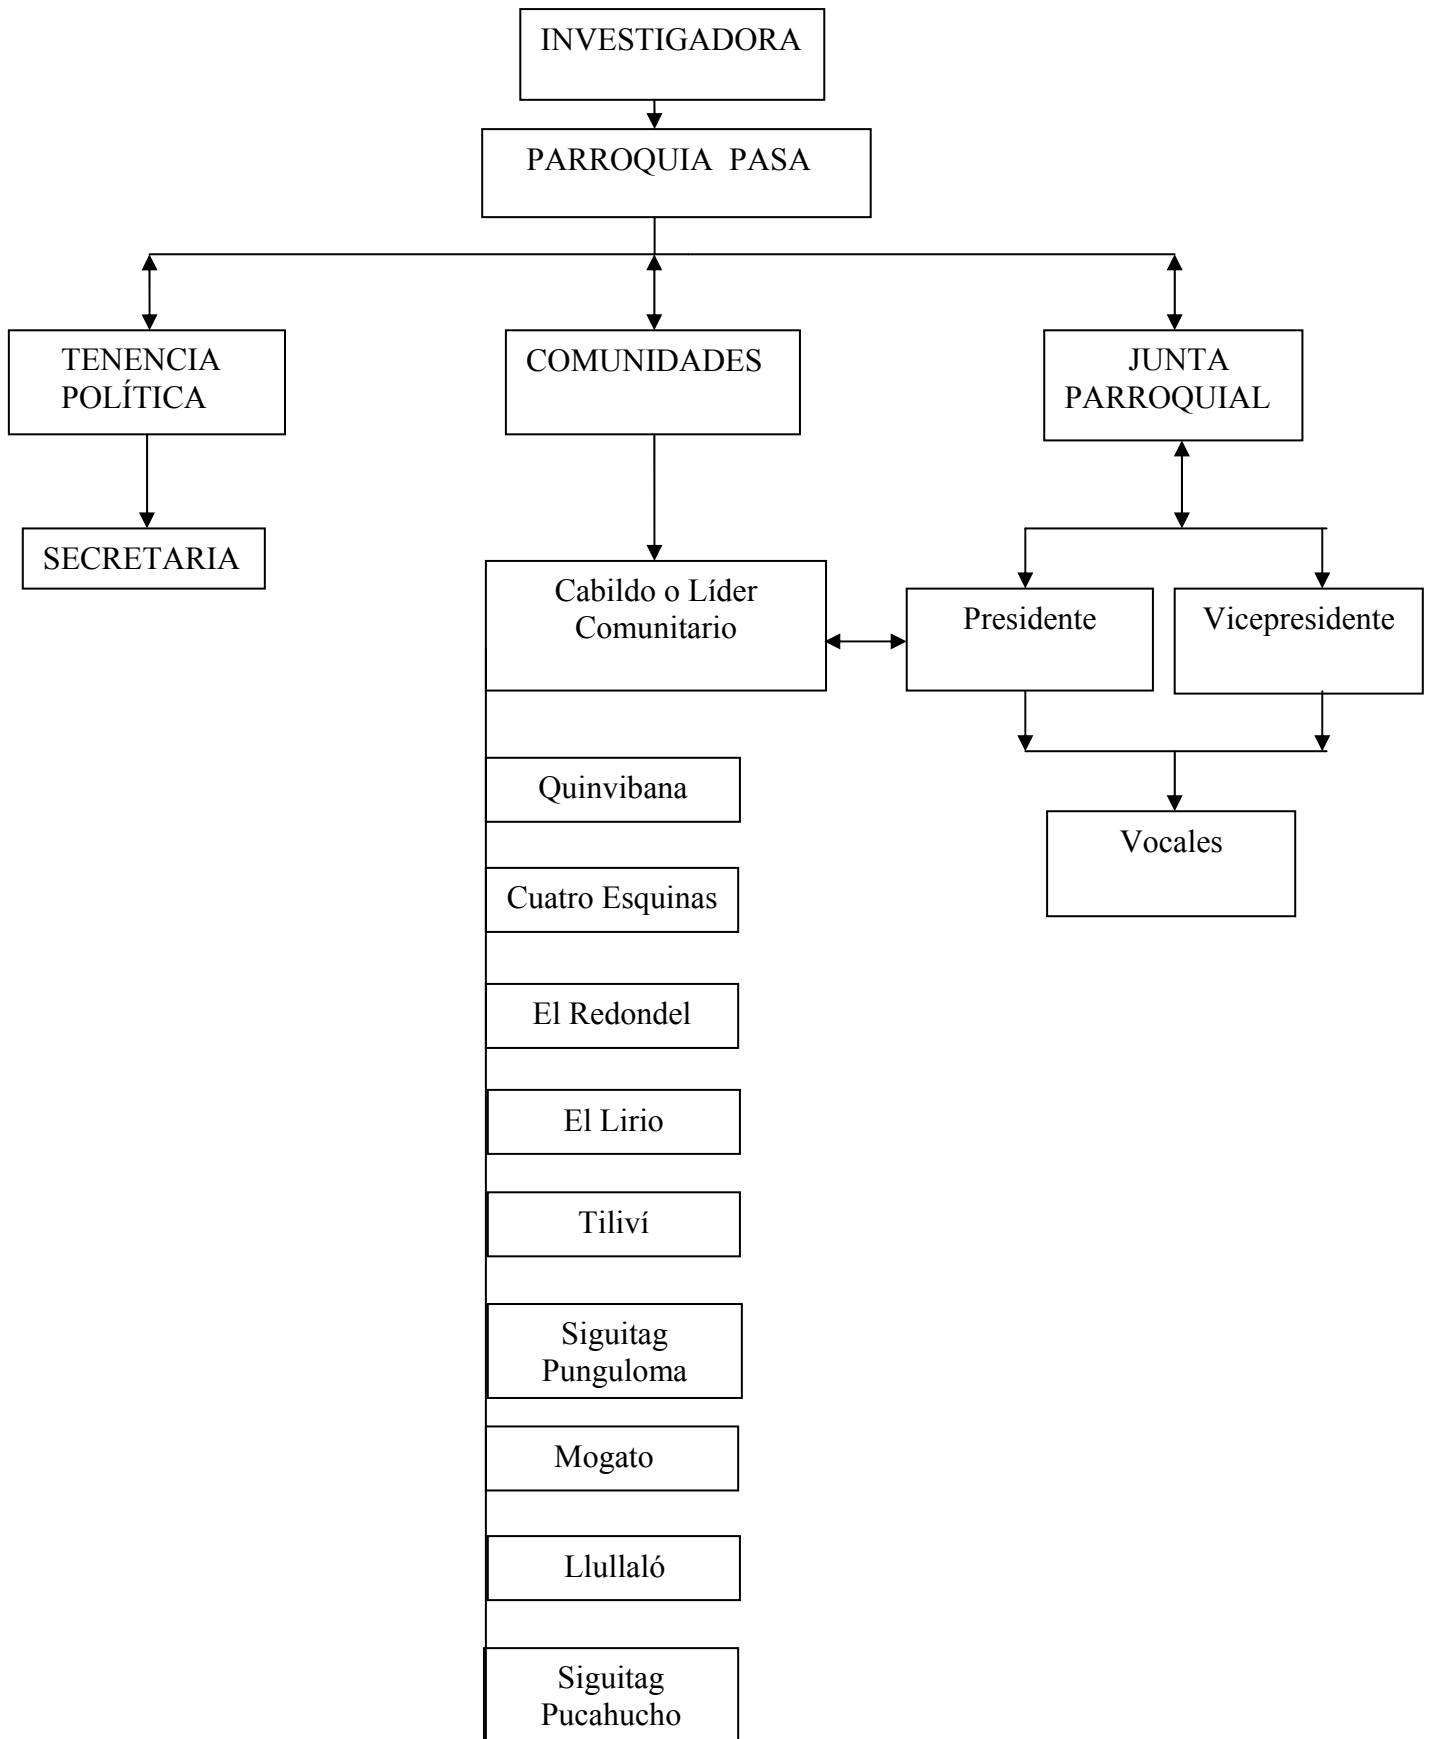 INVESTIGADORA
PARROQUIA PASA
TENENCIA
POLÍTICA
COMUNIDADES
JUNTA
PARROQUIAL
SECRETARIA
Cabildo o Líder
Comunitario
Presidente
Vicepresidente
Vocales
Quinvibana
Cuatro Esquinas
El Redondel
El Lirio
Tiliví
Siguitag
Punguloma
Mogato
Llullaló
Siguitag
Pucahucho